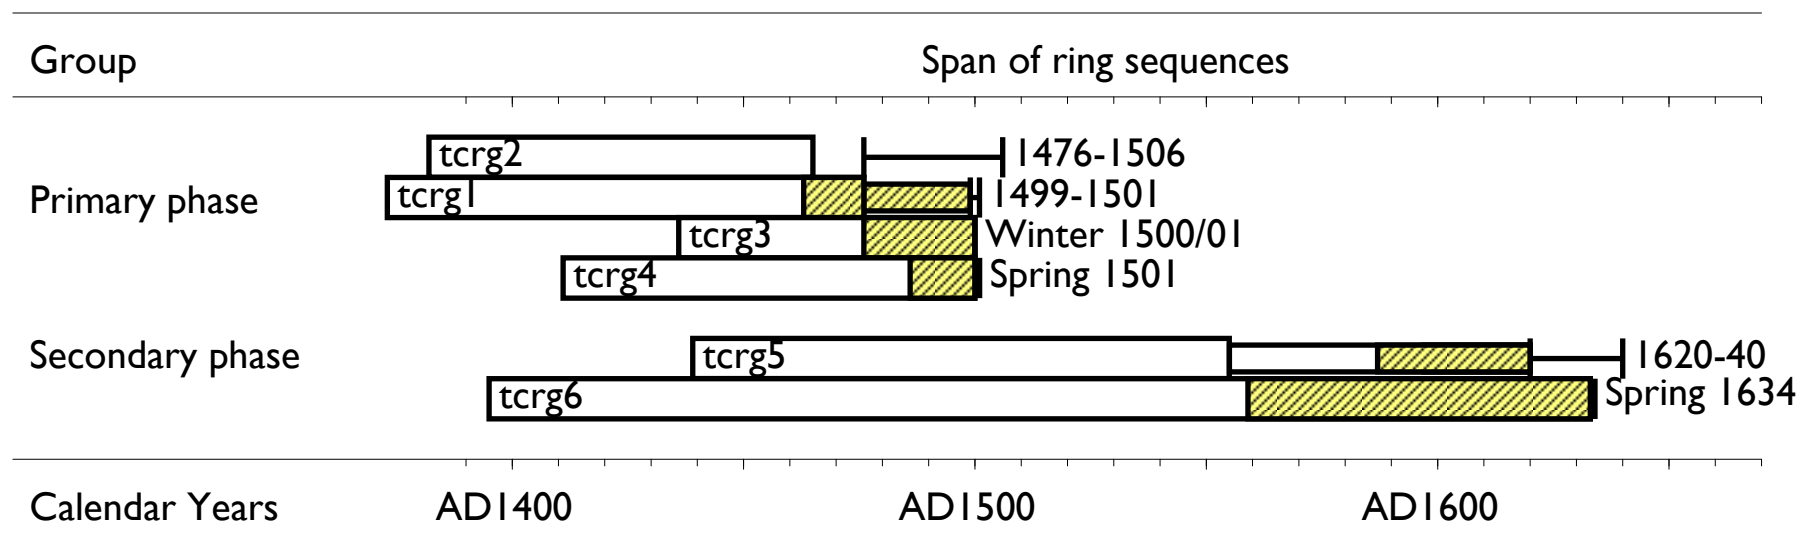 Group Span of ring sequences
tcrg2 1476-1506
Primary phase tcrg1 1499-1501
tcrg3 Winter 1500/01
tcrg4 Spring 1501
Secondary phase tcrg5 1620-40
tcrg6 Spring 1634
Calendar Years AD1400 AD1500 AD1600